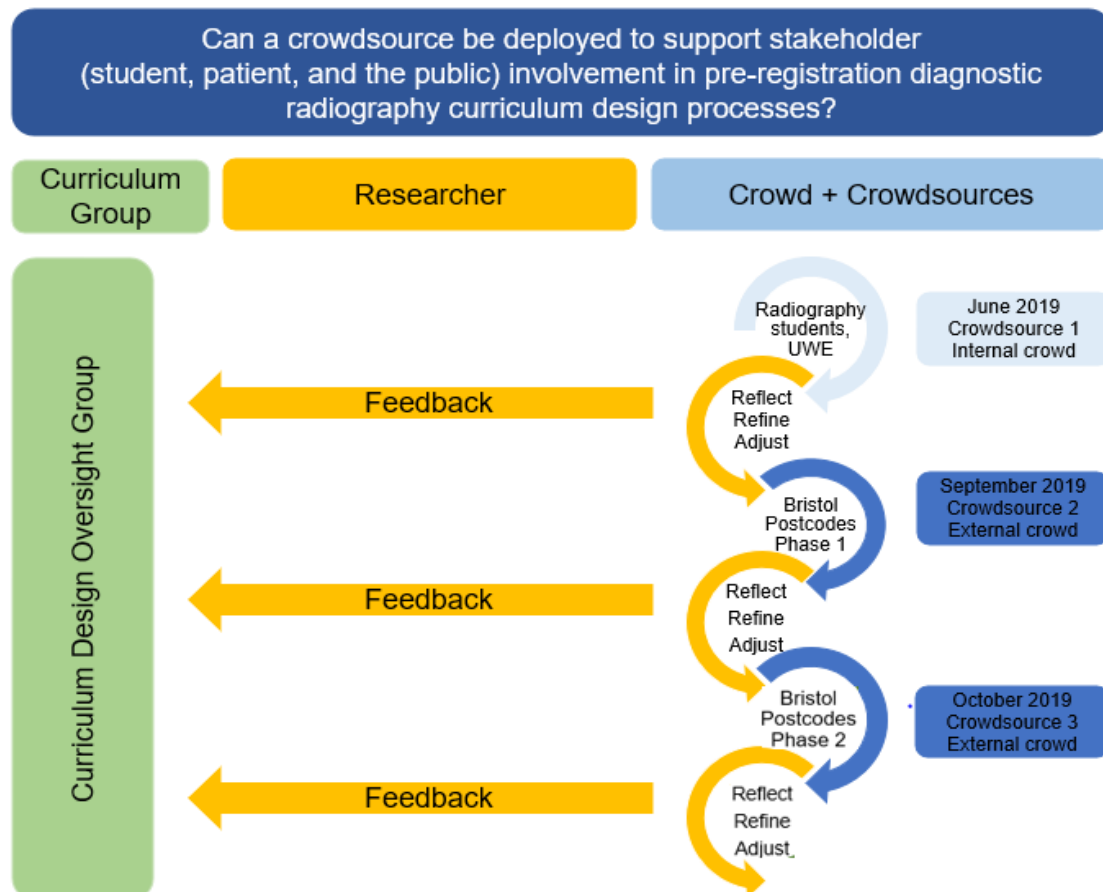 Can a crowdsource be deployed to support stakeholder
(student, patient, and the public) involvement in pre-registration diagnostic
radiography curriculum design processes?
Curriculum
Group
Researcher
Crowd + Crowdsources
Curriculum Design Oversight Group
Radiography
students,
UWE
June 2019
Crowdsource 1
Internal crowd
Feedback
Reflect
Refine
Adjust
Bristol
Postcodes
Phase 1
September 2019
Crowdsource 2
External crowd
Feedback
Reflect
Refine
Adjust
Bristol
Postcodes
Phase 2
October 2019
Crowdsource 3
External crowd
Feedback
Reflect
Refine
Adjust